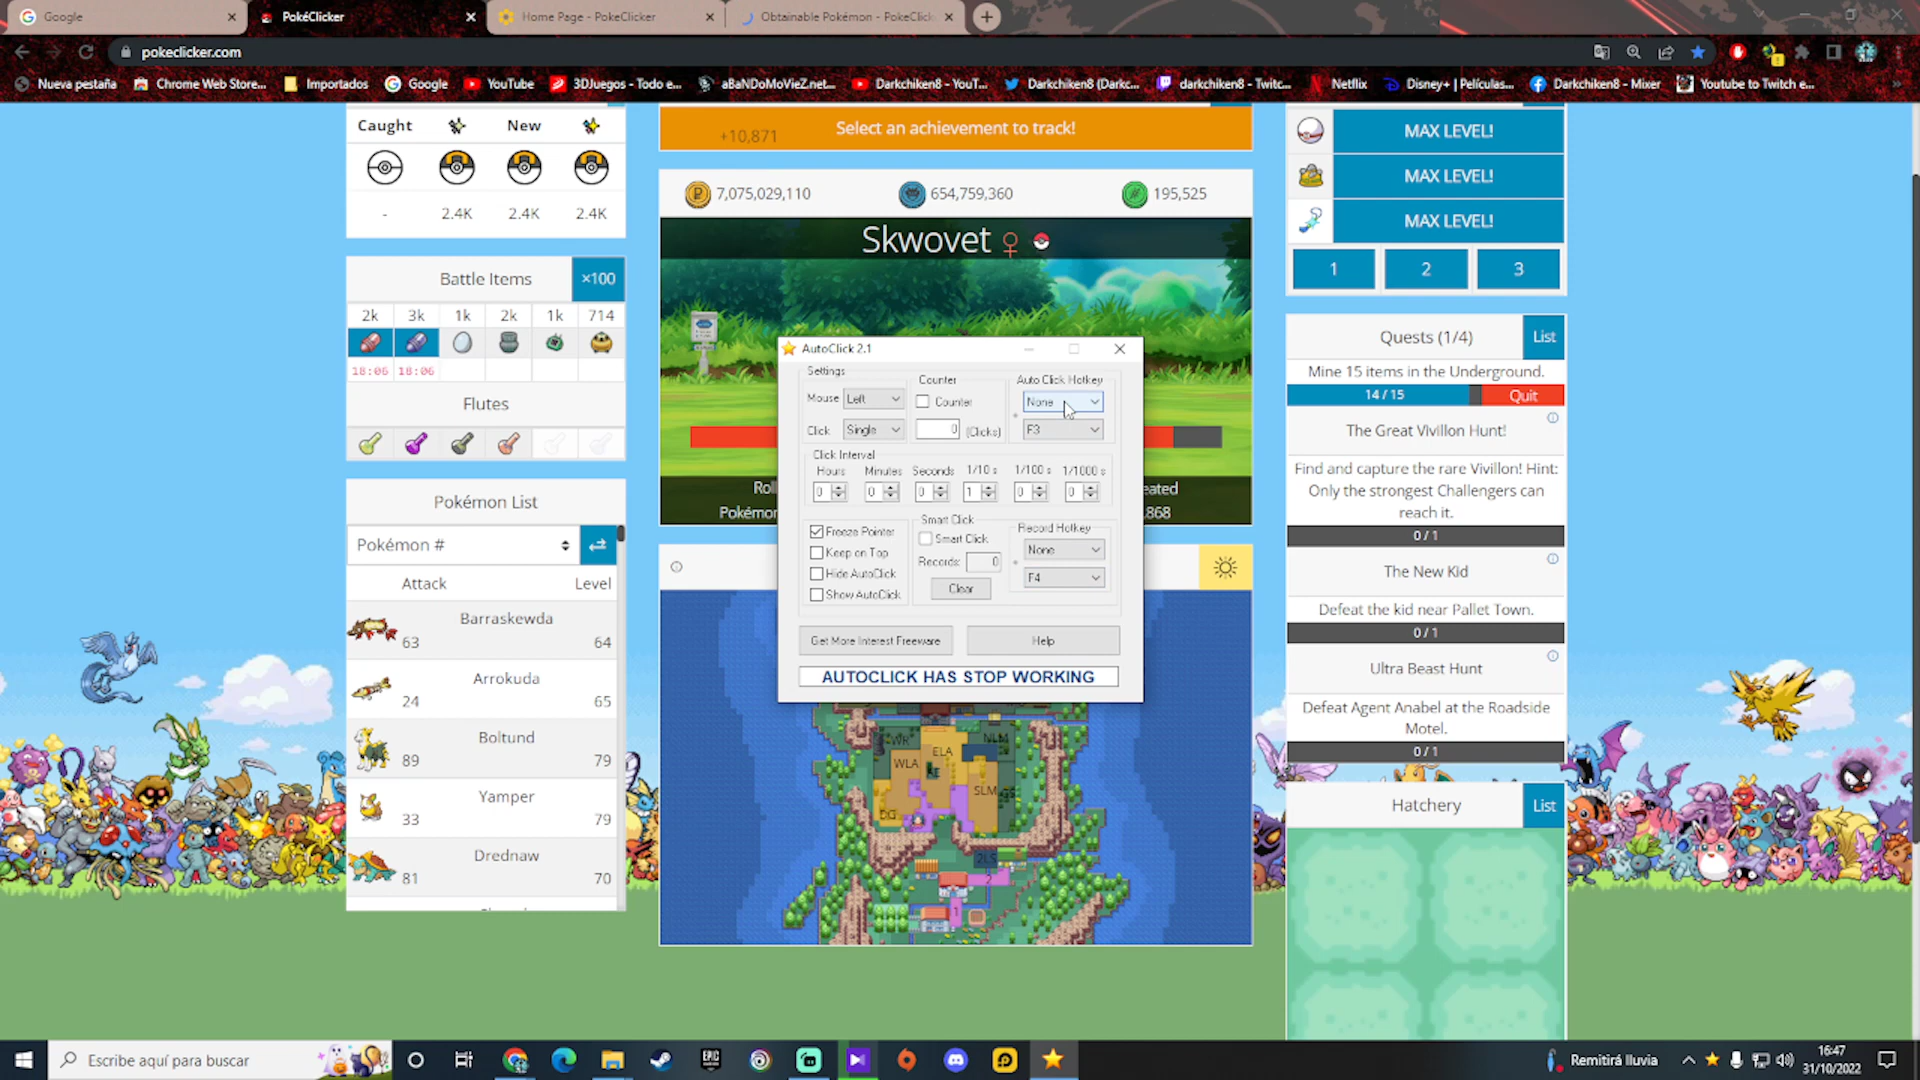 Google
PokéClicker
Home Page - PokeClicker
Obtainable Pokémon - PokeClick
pokeclicker.com
Nueva pestaña
Chrome Web Store...
Importados
Google
YouTube
3DJuegos - Todo e...
aBaNDoMoVieZ.net...
Darkchiken8 - YouT...
Darkchiken8 (Darkc...
darkchiken8 - Twitc...
Netflix
Disney+ | Películas...
Darkchiken8 - Mixer
Youtube to Twitch e...
Caught New
- 2.4K 2.4K 2.4K
Battle Items ×100
2k 3k 1k 2k 1k 714
18:06 18:06
Flutes
Pokémon List
Pokémon #
Attack Level
Barraskewda
63 64
Arrokuda
24 65
Boltund
89 79
Yamper
33 79
Drednaw
81 70
+10,871
Select an achievement to track!
7,075,029,110 654,759,360 195,525
Skwovet ♀
Pokémon
eated
868
AutoClick 2.1
Settings
Mouse Left
Click Single
Counter
Counter
0 (Clicks)
Auto Click Hotkey
None
F3
Click Interval
Hours Minutes Seconds 1/10 s 1/100 s 1/1000 s
0 0 0 1 0 0
Freeze Pointer
Keep on Top
Hide AutoClick
Show AutoClick
Smart Click
Smart Click
Records: 0
Clear
Record Hotkey
None
F4
Get More Interest Freeware
Help
AUTOCLICK HAS STOP WORKING
WR ELA NLM
WLA
SLM
DG
2LS
2
1
MAX LEVEL!
MAX LEVEL!
MAX LEVEL!
1 2 3
Quests (1/4) List
Mine 15 items in the Underground.
14 / 15 Quit
The Great Vivillon Hunt!
Find and capture the rare Vivillon! Hint:
Only the strongest Challengers can
reach it.
0 / 1
The New Kid
Defeat the kid near Pallet Town.
0 / 1
Ultra Beast Hunt
Defeat Agent Anabel at the Roadside
Motel.
0 / 1
Hatchery List
Escribe aquí para buscar
EPIC
Remitirá lluvia
16:47
31/10/2022